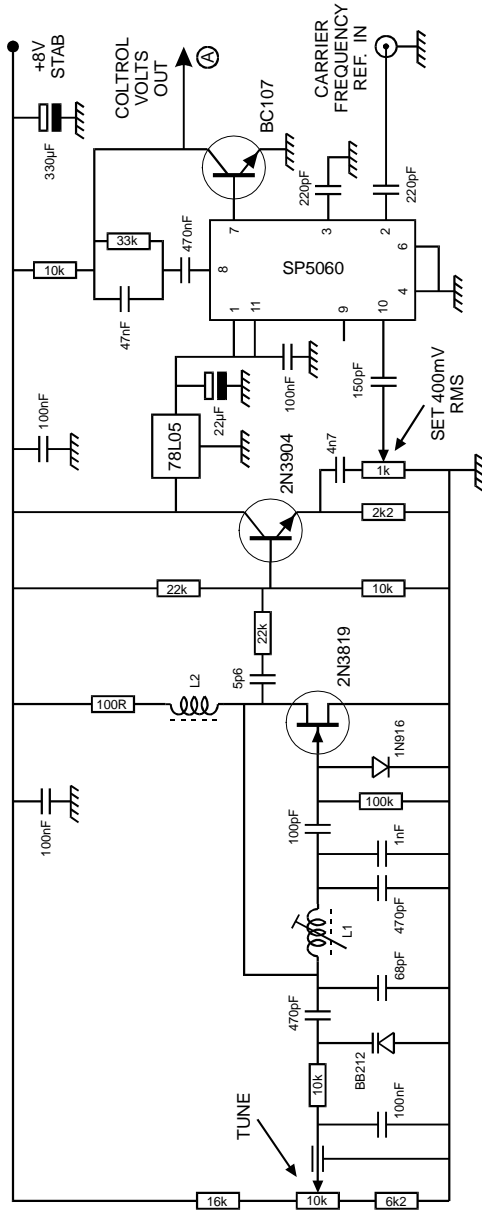 TUNE
16k
10k
6k2
100nF
10k
BB212
470pF
68pF
L1
470pF
1nF
100pF
100k
1N916
2N3819
100nF
100R
L2
5p6
22k
22k
10k
2N3904
2k2
4n7
1k
SET 400mV
RMS
150pF
100nF
78L05
22µF
100nF
1
11
9
10
SP5060
8
7
3
2
4
6
47nF
33k
470nF
10k
BC107
220pF
220pF
COLTROL
VOLTS
OUT
A
CARRIER
FREQUENCY
REF. IN
330µF
+8V
STAB